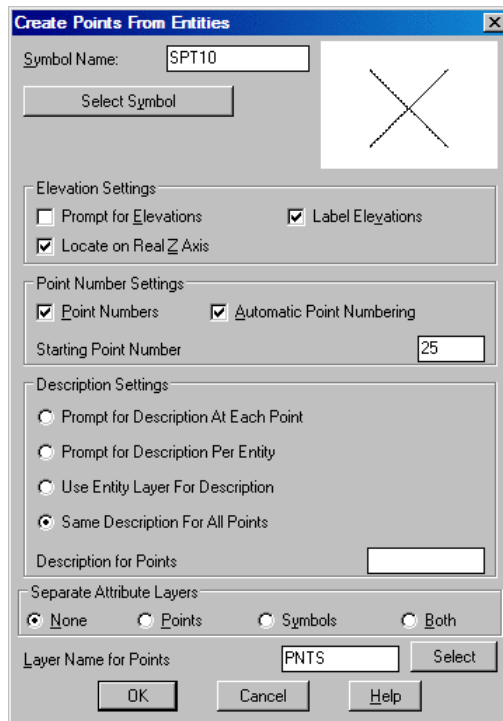 Create Points From Entities
Symbol Name: SPT10
Select Symbol
Elevation Settings
Prompt for Elevations Label Elevations
Locate on Real Z Axis
Point Number Settings
Point Numbers Automatic Point Numbering
Starting Point Number 25
Description Settings
Prompt for Description At Each Point
Prompt for Description Per Entity
Use Entity Layer For Description
Same Description For All Points
Description for Points
Separate Attribute Layers
None Points Symbols Both
Layer Name for Points PNTS Select
OK Cancel Help